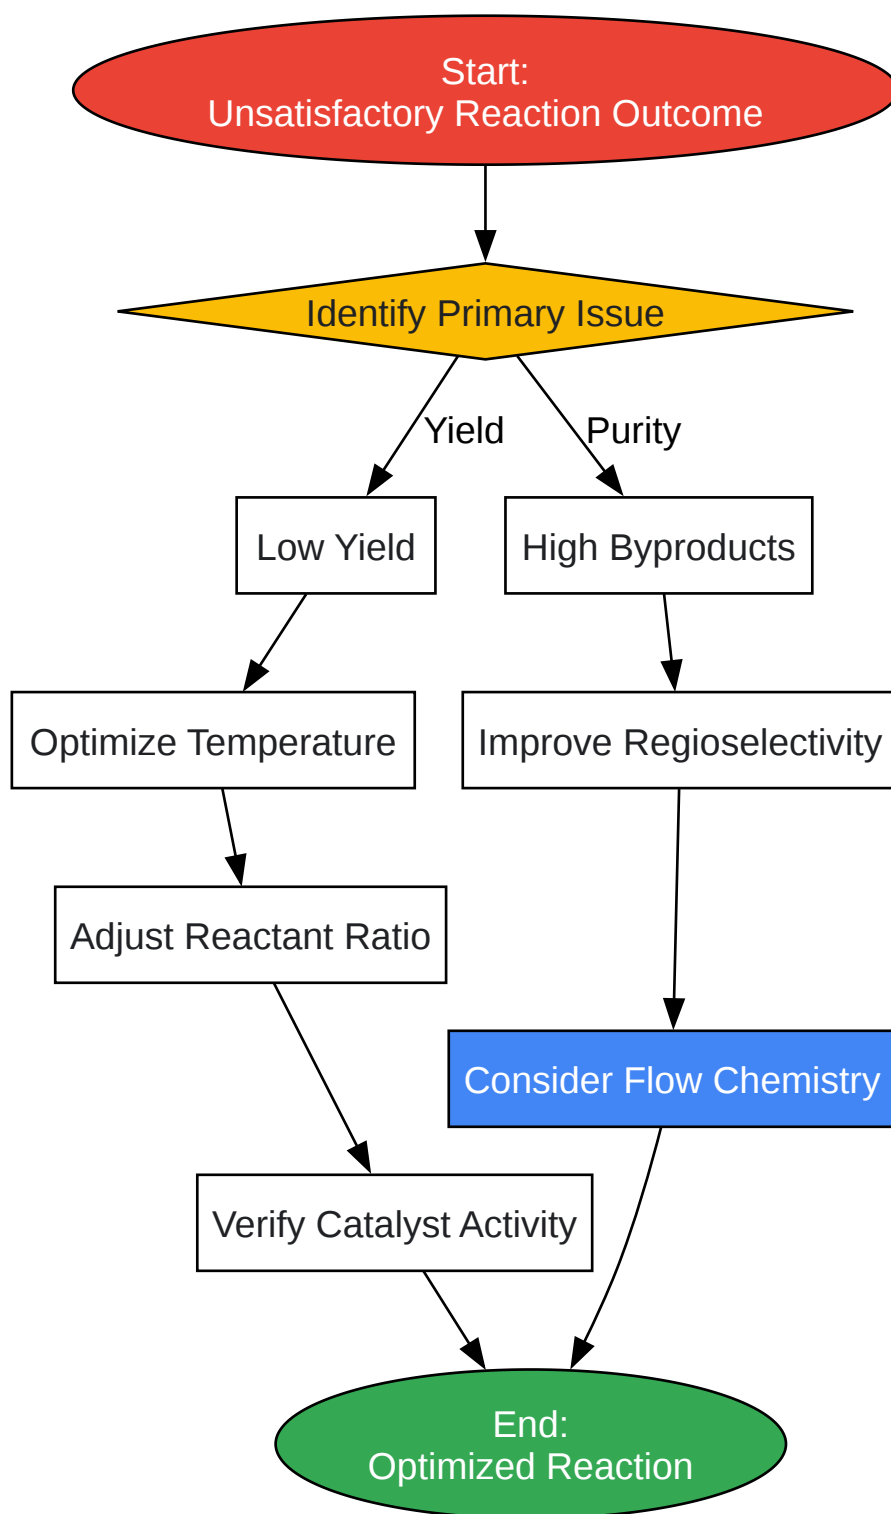 Start:
Unsatisfactory Reaction Outcome
Identify Primary Issue
Yield
Purity
Low Yield
High Byproducts
Optimize Temperature
Improve Regioselectivity
Adjust Reactant Ratio
Consider Flow Chemistry
Verify Catalyst Activity
End:
Optimized Reaction